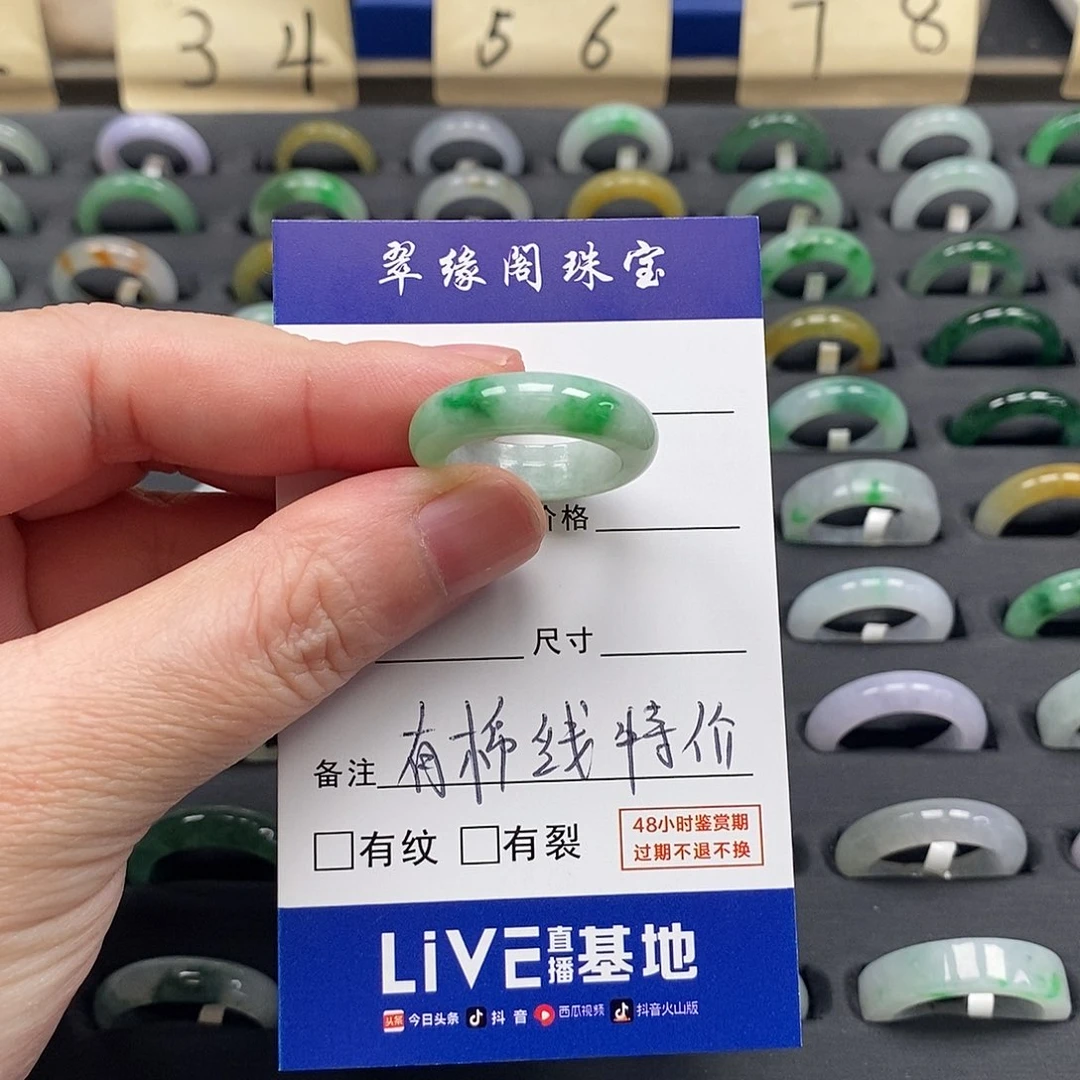 3 4
5 6
7 8
翠缘阁珠宝
价格
尺寸
备注 有棉线特价
有纹 有裂
48小时鉴赏期
过期不退不换
LiVE直播基地
头条 今日头条 抖音 西瓜视频 抖音火山版